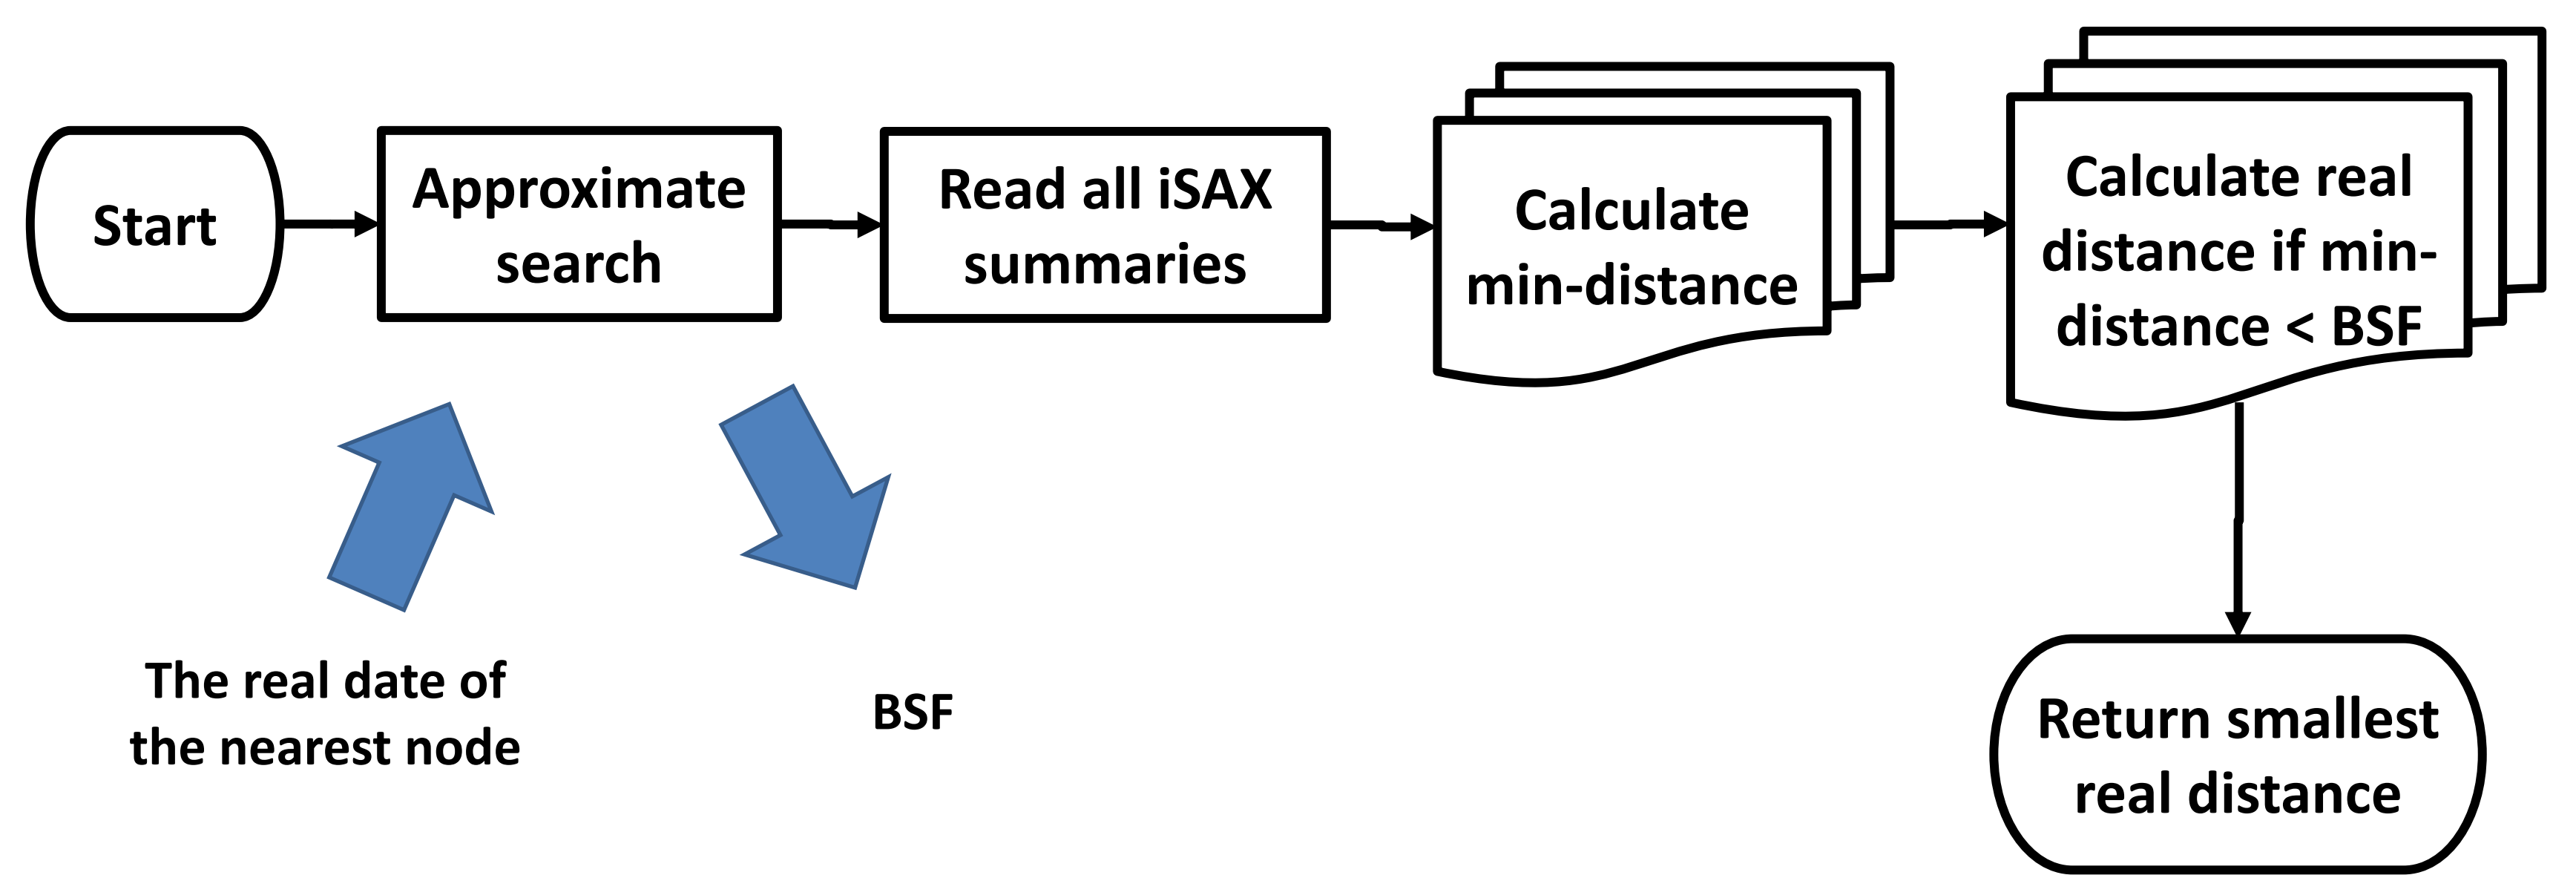 Start
Approximate
search
Read all iSAX
summaries
Calculate
min-distance
Calculate real
distance if min-
distance < BSF
The real date of
the nearest node
BSF
Return smallest
real distance